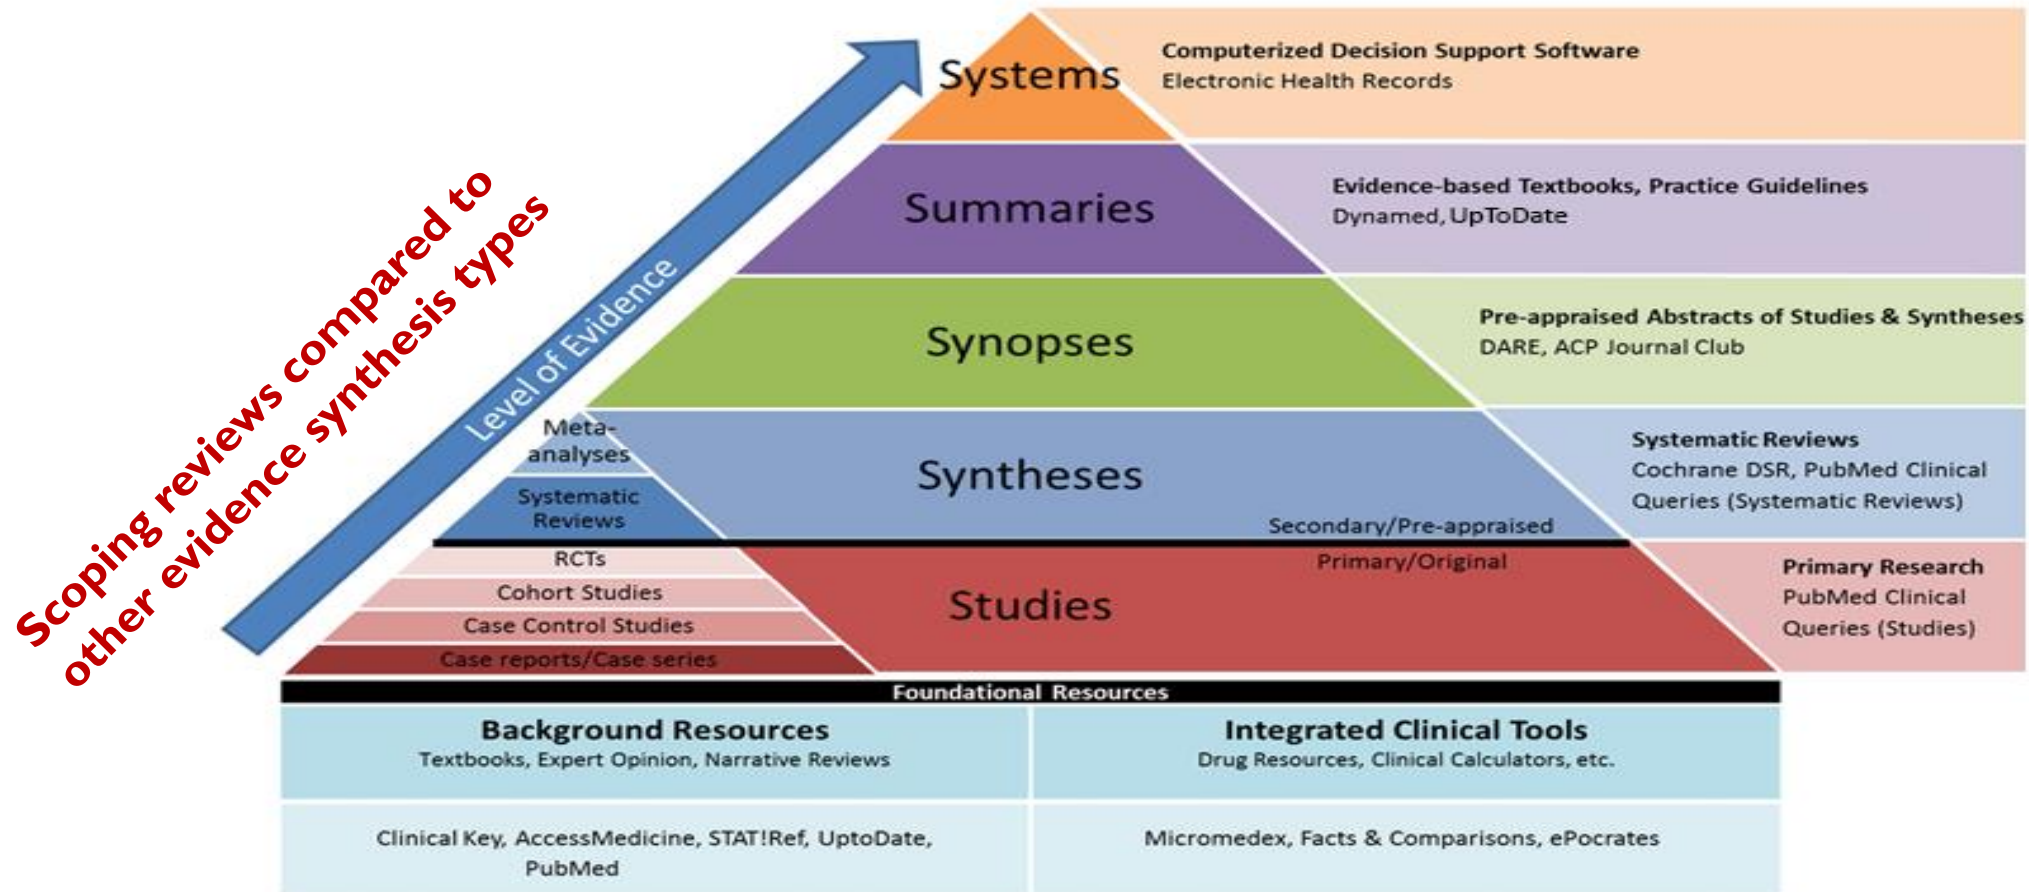 Scoping reviews compared to
other evidence synthesis types
Level of Evidence
Systems
Computerized Decision Support Software
Electronic Health Records
Summaries
Evidence-based Textbooks, Practice Guidelines
Dynamed, UpToDate
Synopses
Pre-appraised Abstracts of Studies & Syntheses
DARE, ACP Journal Club
Meta-
analyses
Systematic
Reviews
Syntheses
Secondary/Pre-appraised
Systematic Reviews
Cochrane DSR, PubMed Clinical
Queries (Systematic Reviews)
RCTs
Cohort Studies
Case Control Studies
Case reports/Case series
Studies
Primary/Original
Primary Research
PubMed Clinical
Queries (Studies)
Foundational Resources
Background Resources
Textbooks, Expert Opinion, Narrative Reviews
Integrated Clinical Tools
Drug Resources, Clinical Calculators, etc.
Clinical Key, AccessMedicine, STAT!Ref, UptoDate,
PubMed
Micromedex, Facts & Comparisons, ePocrates